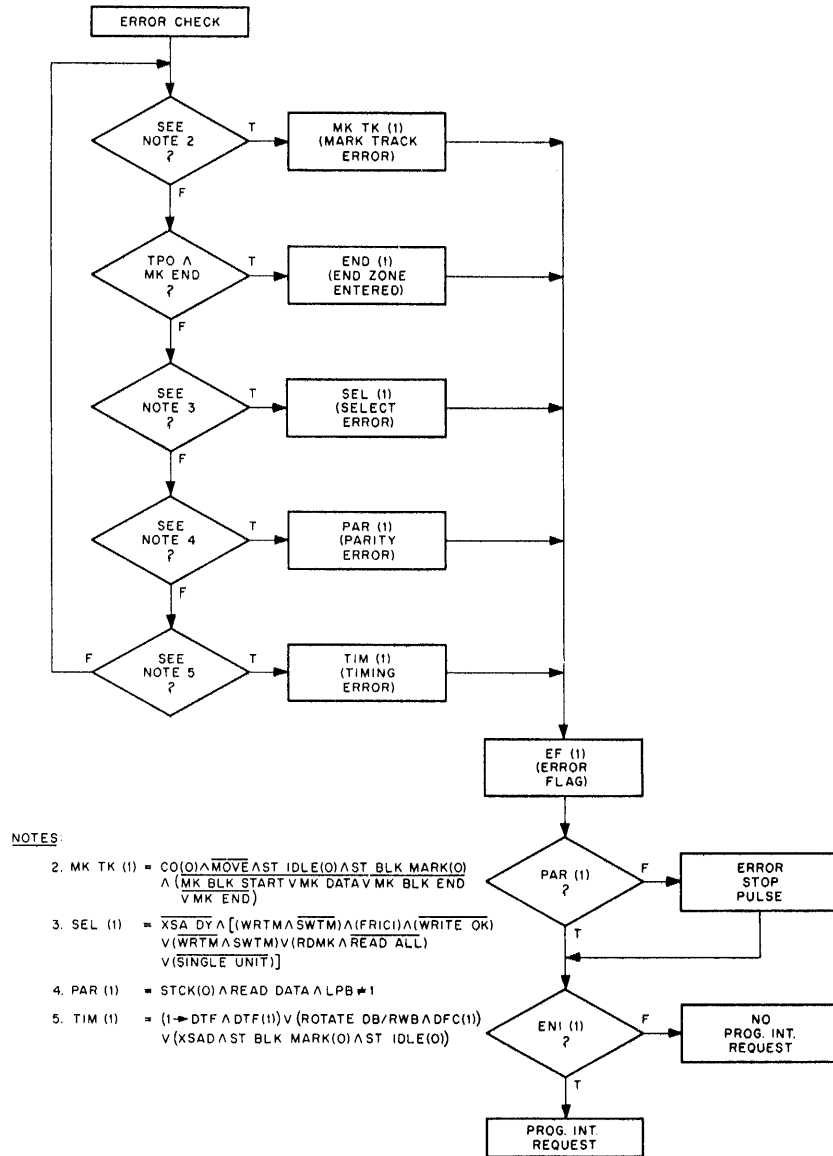 ERROR CHECK
SEE
NOTE 2
?
T
F
MK TK (1)
(MARK TRACK
ERROR)
TPO ∧
MK END
?
T
F
END (1)
(END ZONE
ENTERED)
SEE
NOTE 3
?
T
F
SEL (1)
(SELECT
ERROR)
SEE
NOTE 4
?
T
F
PAR (1)
(PARITY
ERROR)
F
SEE
NOTE 5
?
T
TIM (1)
(TIMING
ERROR)
EF (1)
(ERROR
FLAG)
PAR (1)
?
F
T
ERROR
STOP
PULSE
ENI (1)
?
F
T
NO
PROG. INT.
REQUEST
PROG. INT.
REQUEST
NOTES:
2. MK TK (1) = CO(0)∧MOVE∧ST IDLE(0)∧ST BLK MARK(0)
∧ (MK BLK START ∨ MK DATA ∨ MK BLK END
∨ MK END)
3. SEL (1) = XSA DY ∧ [(WRTM ∧ SWTM) ∧ (FRICI) ∧ (WRITE OK)
∨ (WRTM ∧ SWTM) ∨ (RDMK ∧ READ ALL)
∨ (SINGLE UNIT)]
4. PAR (1) = STCK(0) ∧ READ DATA ∧ LPB ≠ 1
5. TIM (1) = (1→DTF ∧ DTF(1)) ∨ (ROTATE DB/RWB ∧ DFC(1))
∨ (XSAD ∧ ST BLK MARK(0) ∧ ST IDLE(0))